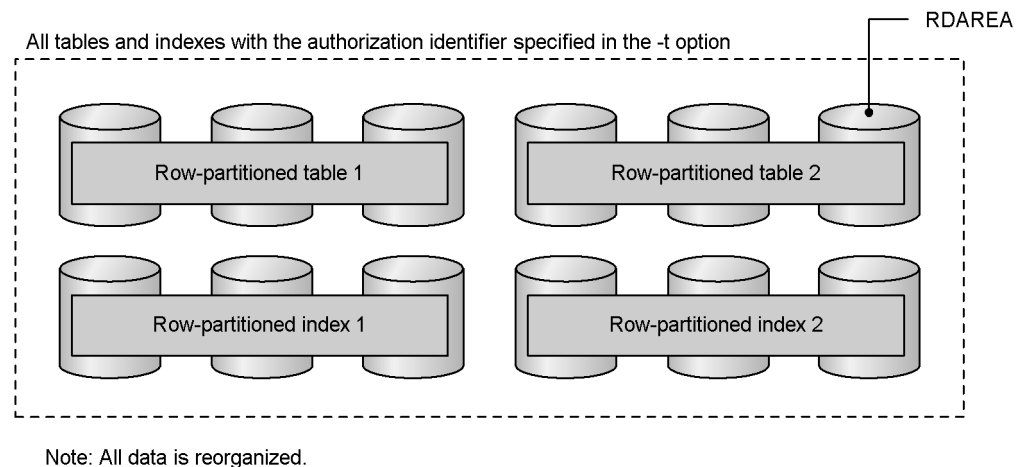 RDAREA
All tables and indexes with the authorization identifier specified in the -t option
Row-partitioned table 1
Row-partitioned table 2
Row-partitioned index 1
Row-partitioned index 2
Note: All data is reorganized.